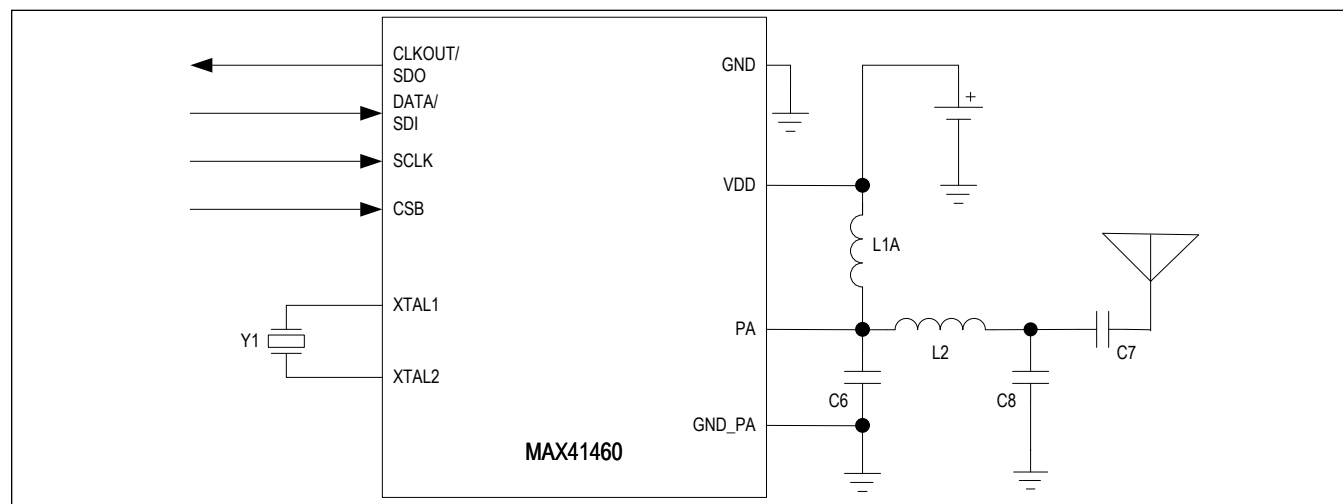 CLKOUT/
SDO
DATA/
SDI
SCLK
CSB
XTAL1
Y1
XTAL2
GND
VDD
+
L1A
PA
L2
C7
C6
C8
GND_PA
MAX41460